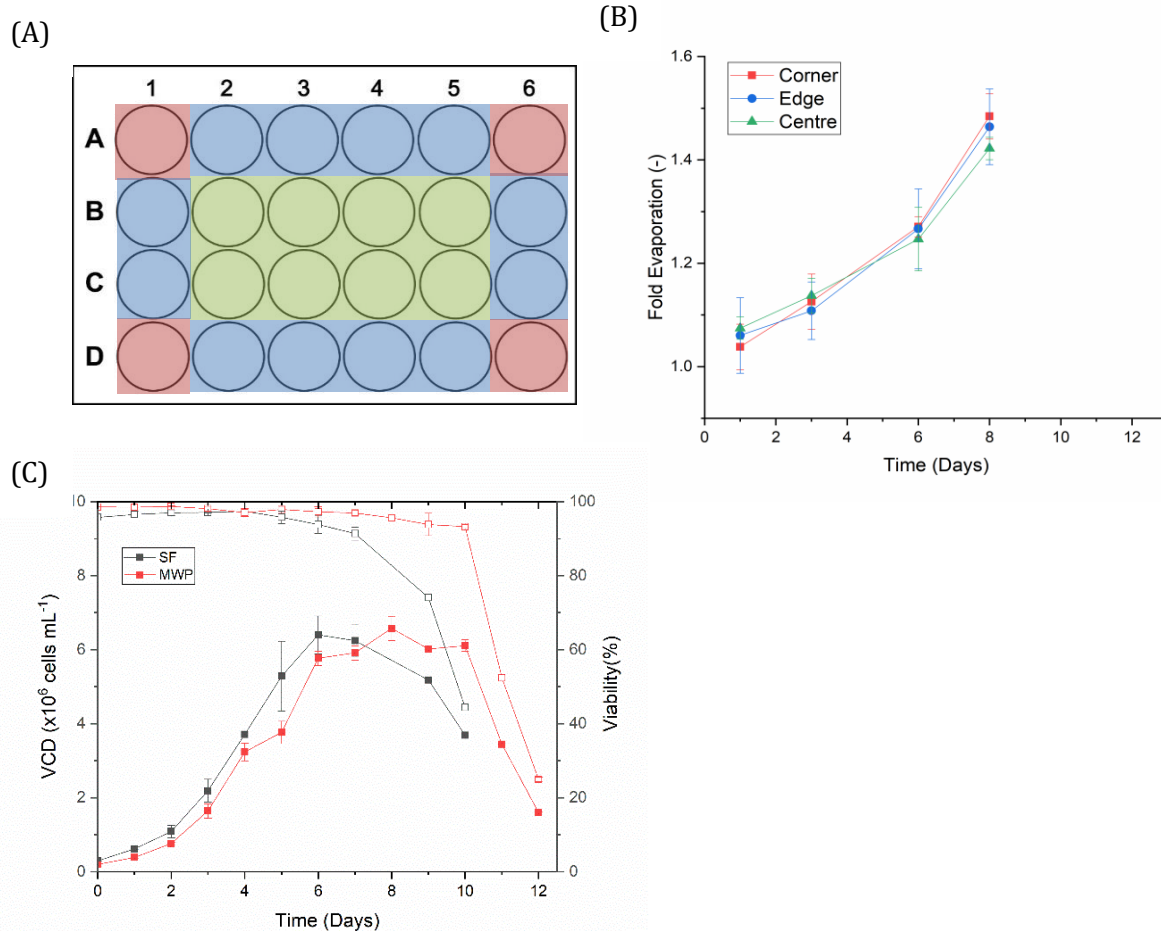 (A)
1 2 3 4 5 6
A
B
C
D
(B)
1.6
1.4
1.2
1.0
Fold Evaporation (-)
Corner
Edge
Centre
0 2 4 6 8 10 12
Time (Days)
(C)
10
8
6
4
2
0
VCD (x10⁶ cells mL⁻¹)
SF
MWP
100
80
60
40
20
0
Viability(%)
0 2 4 6 8 10 12
Time (Days)